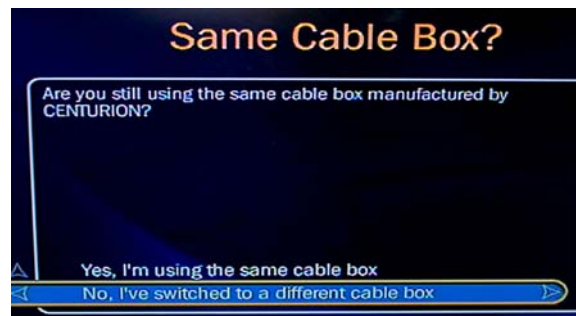 Same Cable Box?
Are you still using the same cable box manufactured by
CENTURION?
Yes, I'm using the same cable box
No, I've switched to a different cable box